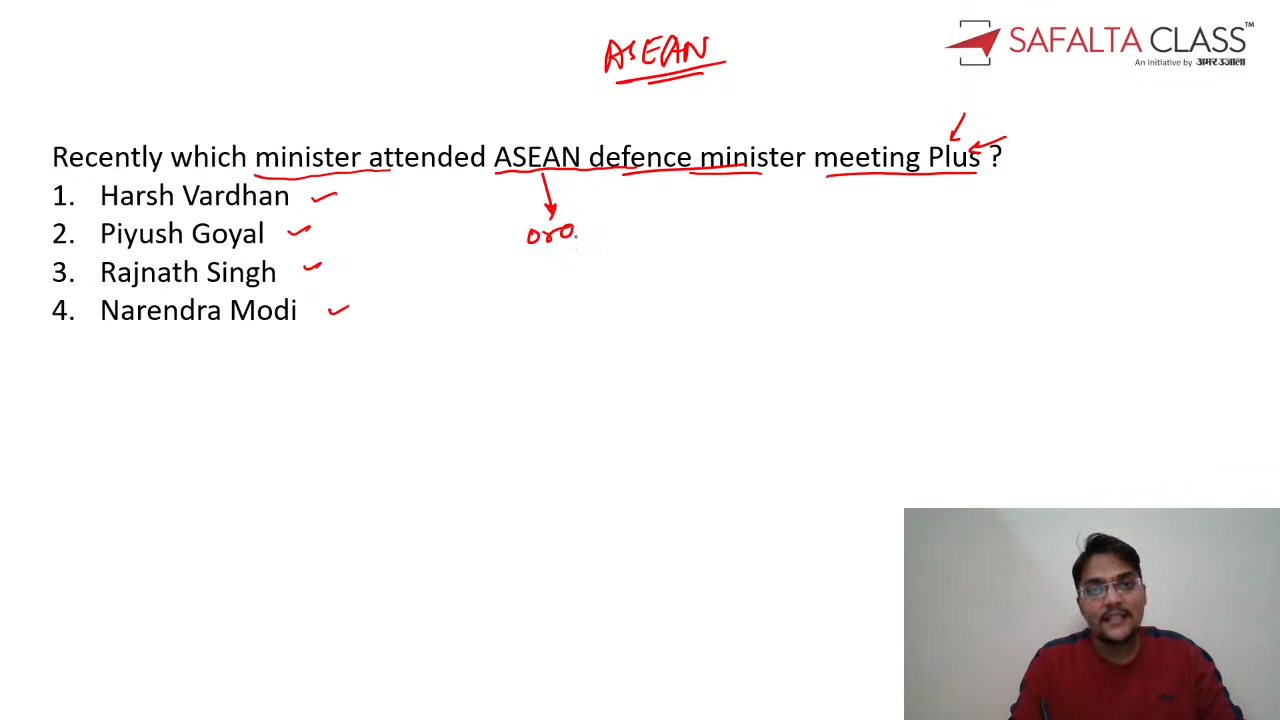 ASEAN
SAFALTA CLASS™
An Initiative by अमर उजाला
Recently which minister attended ASEAN defence minister meeting Plus ?
1. Harsh Vardhan
2. Piyush Goyal
3. Rajnath Singh
4. Narendra Modi